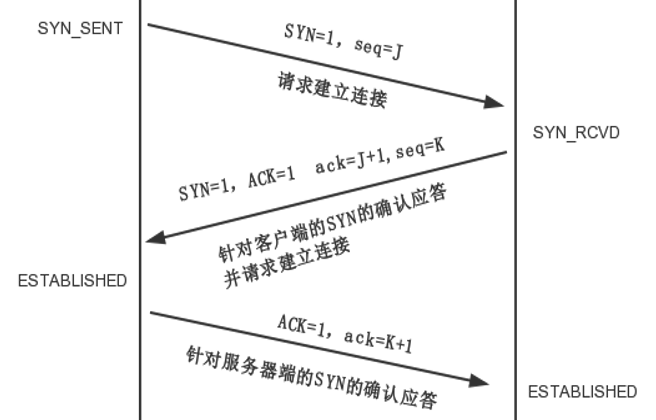 SYN_SENT
SYN=1, seq=J
请求建立连接
SYN_RCVD
SYN=1, ACK=1 ack=J+1,seq=K
针对客户端的SYN的确认应答
并请求建立连接
ESTABLISHED
ACK=1, ack=K+1
针对服务器端的SYN的确认应答
ESTABLISHED